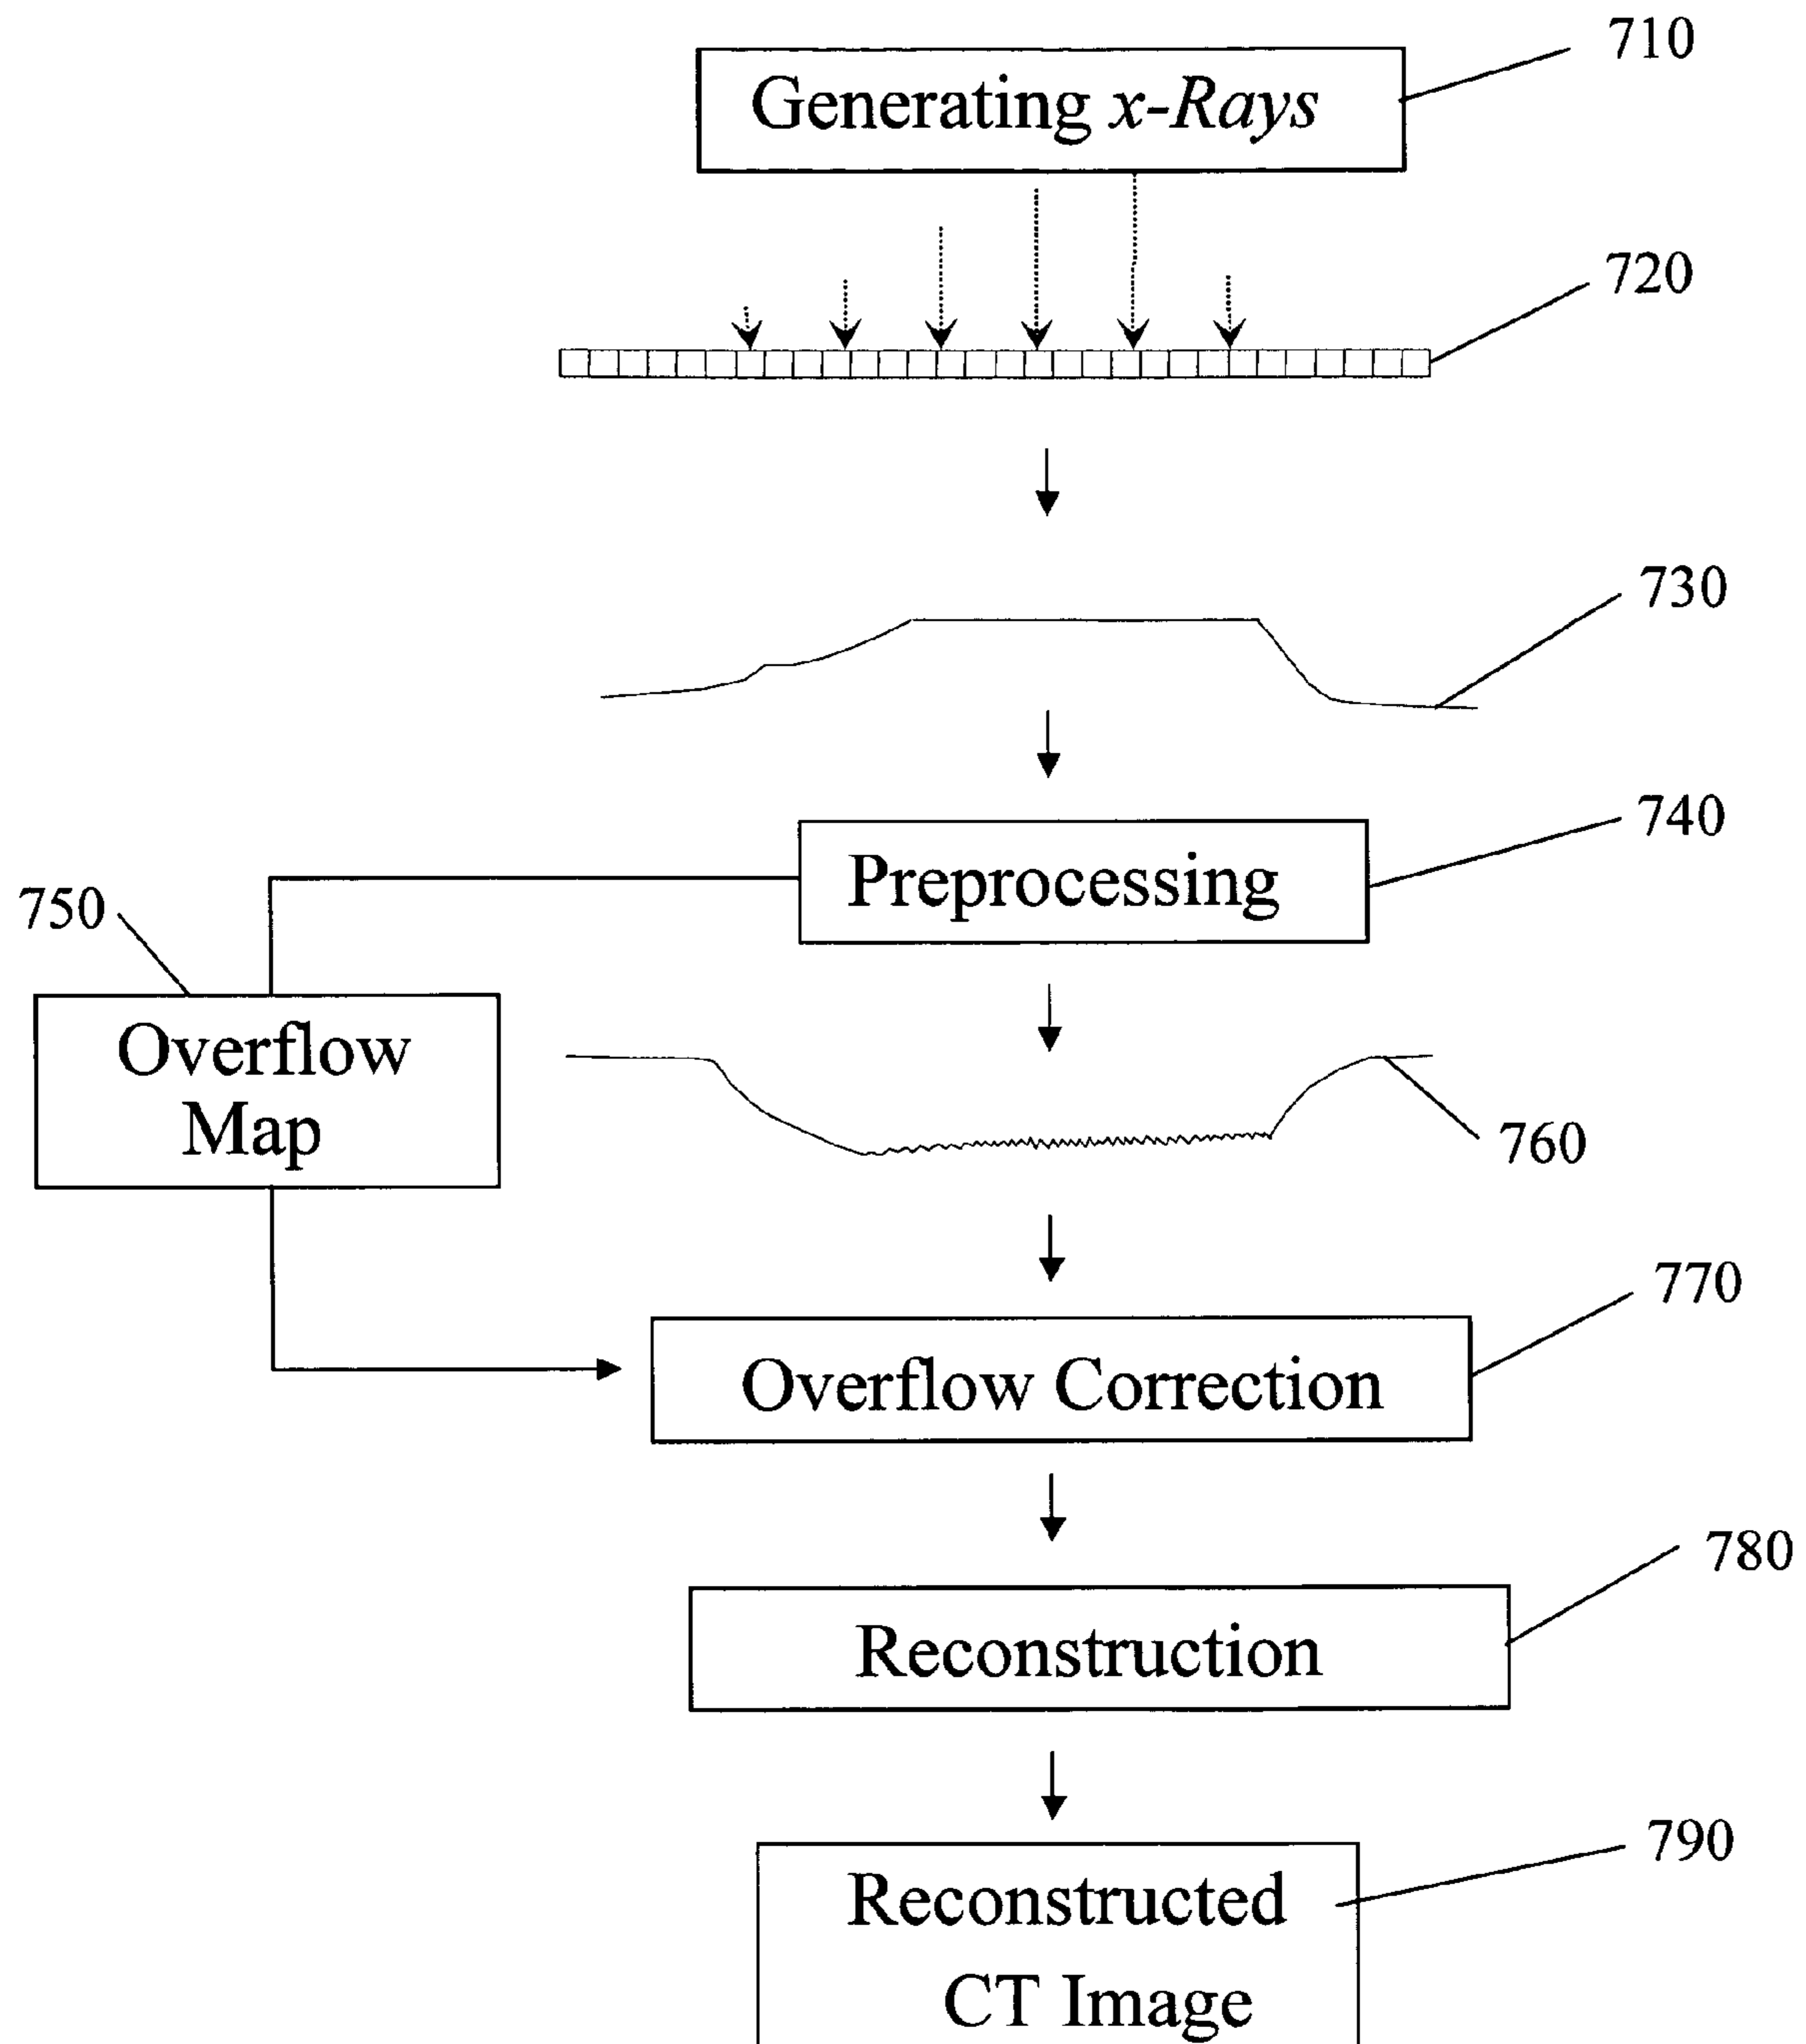 710
Generating x-Rays
720
730
740
Preprocessing
750
Overflow
Map
760
770
Overflow Correction
780
Reconstruction
790
Reconstructed
CT Image